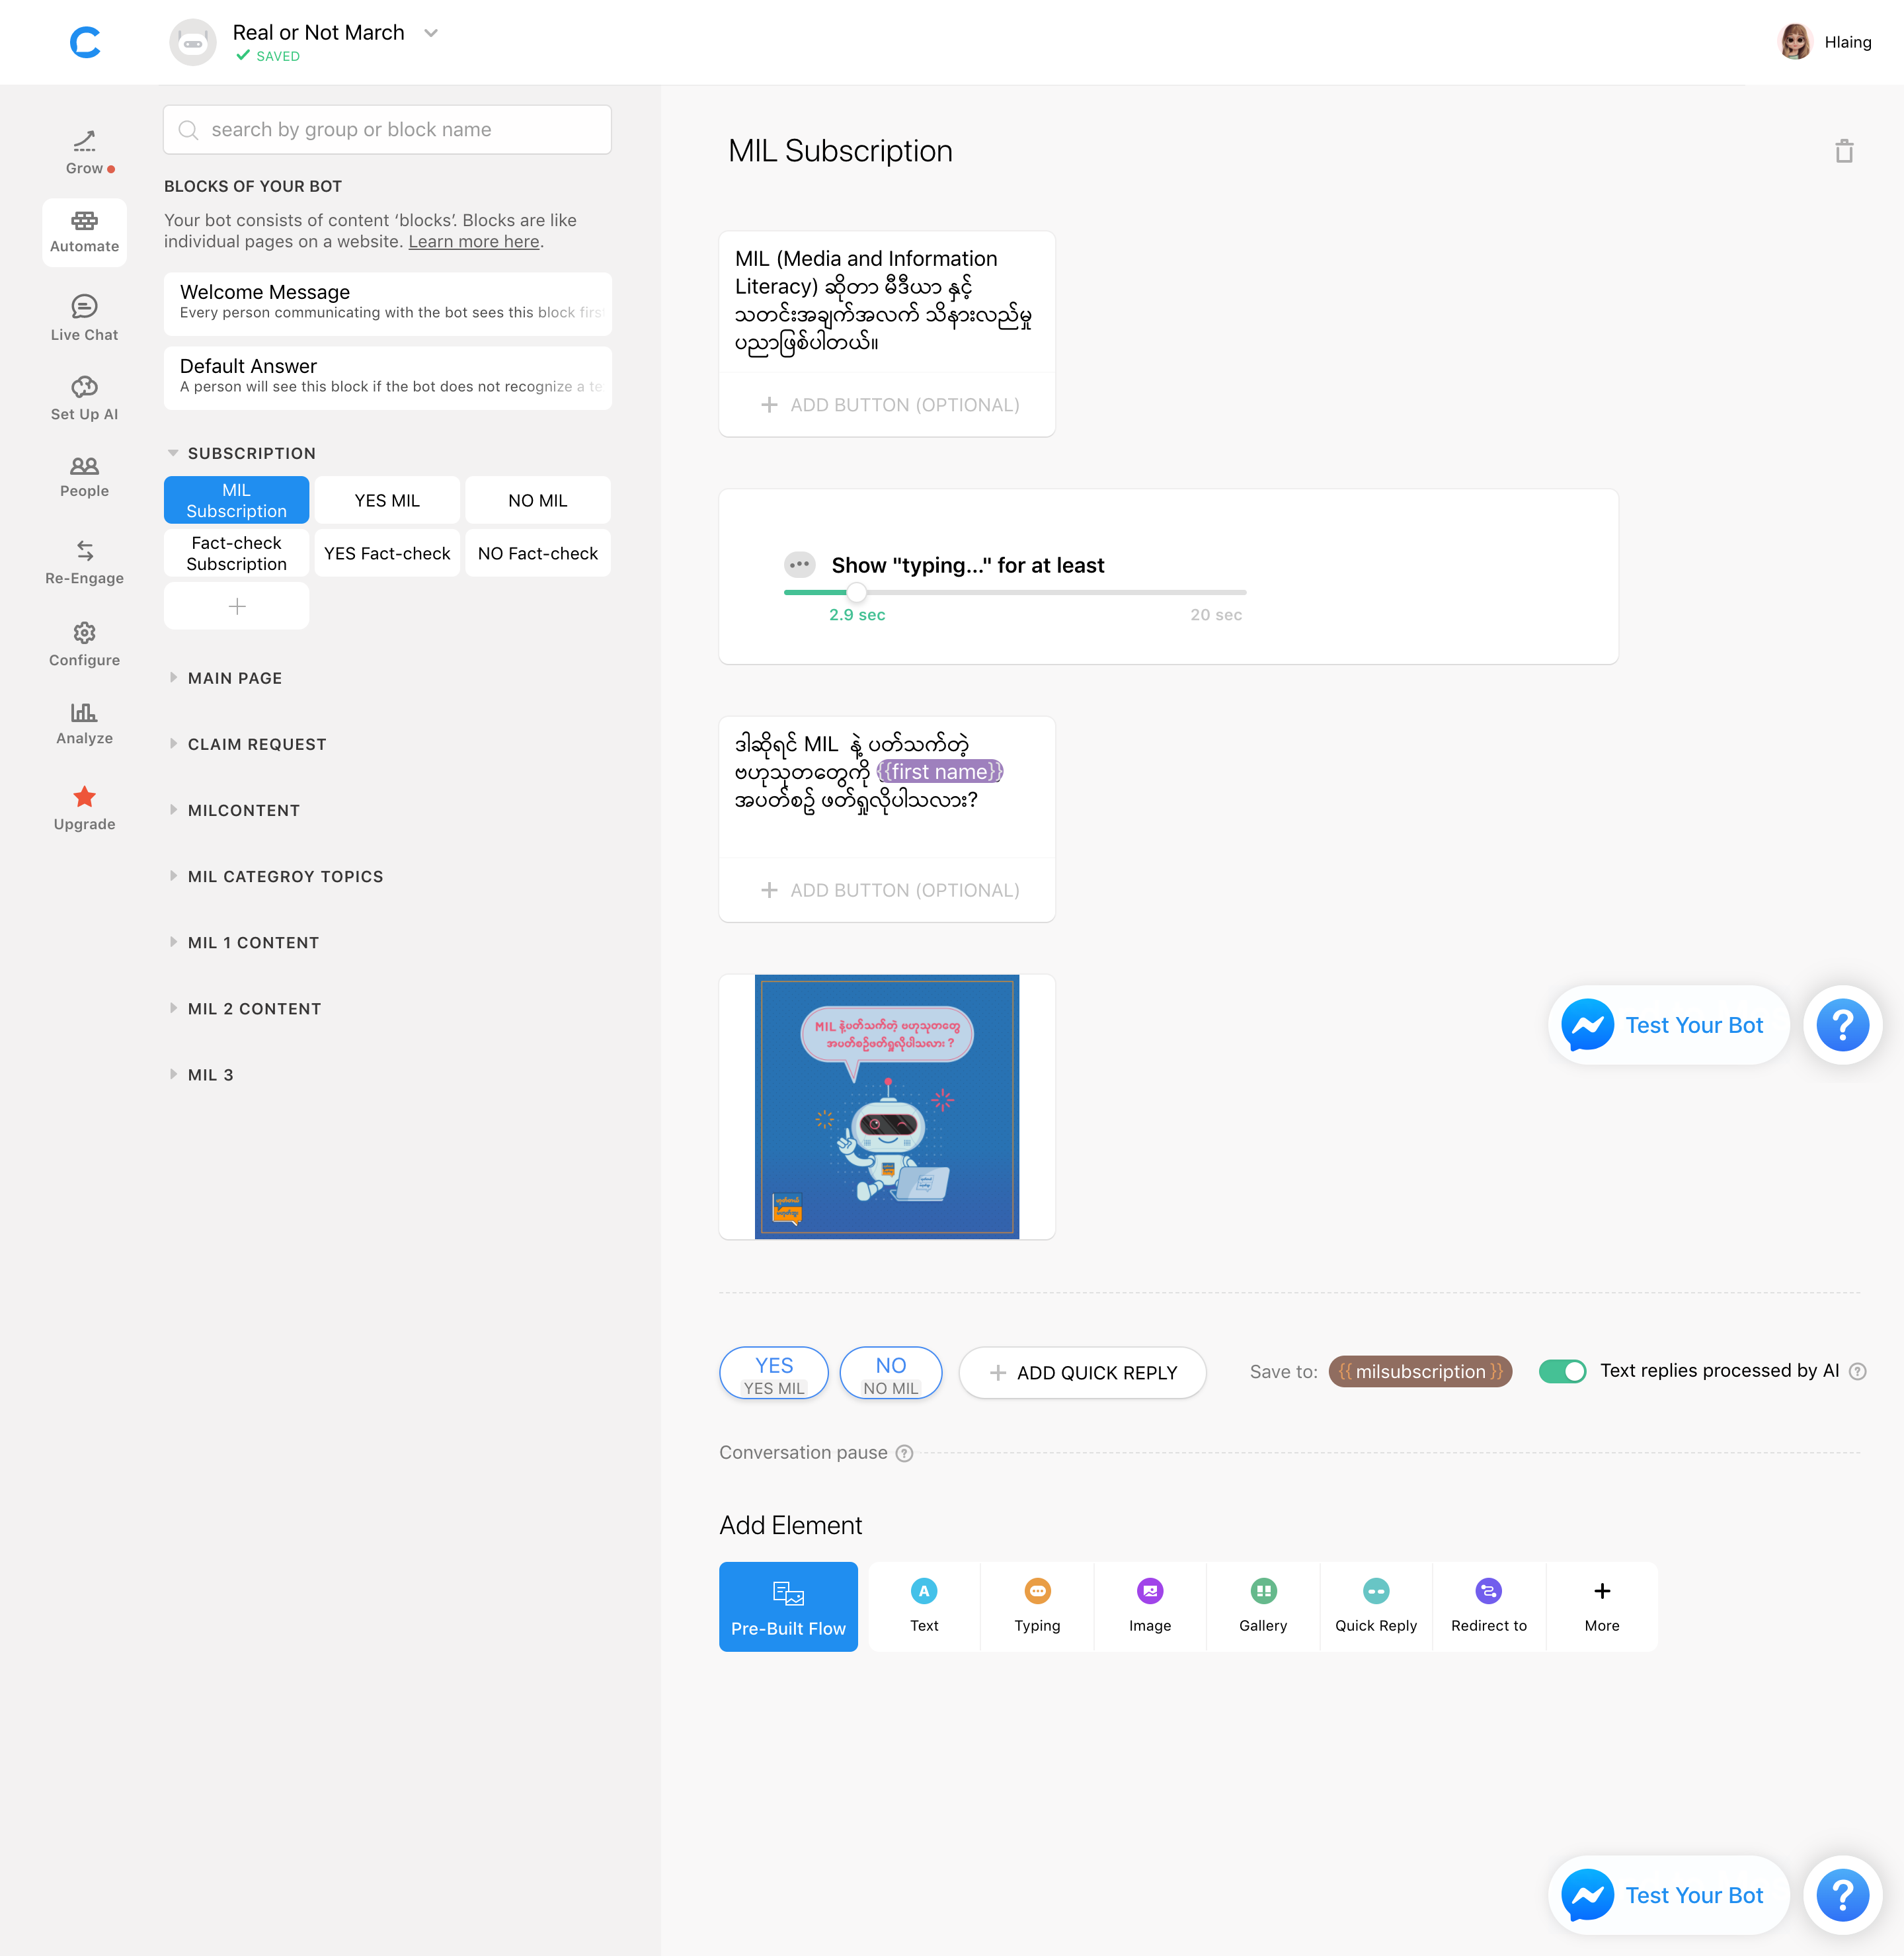 Real or Not March
SAVED
Hlaing
Grow
Automate
Live Chat
Set Up AI
People
Re-Engage
Configure
Analyze
Upgrade
search by group or block name
BLOCKS OF YOUR BOT
Your bot consists of content ‘blocks’. Blocks are like
individual pages on a website. Learn more here.
Welcome Message
Every person communicating with the bot sees this block first
Default Answer
A person will see this block if the bot does not recognize a te
SUBSCRIPTION
MIL
Subscription
YES MIL
NO MIL
Fact-check
Subscription
YES Fact-check
NO Fact-check
MAIN PAGE
CLAIM REQUEST
MILCONTENT
MIL CATEGROY TOPICS
MIL 1 CONTENT
MIL 2 CONTENT
MIL 3
MIL Subscription
MIL (Media and Information
Literacy) ဆိုတာ မီဒီယာ နှင့်
သတင်းအချက်အလက် သိနားလည်မှု
ပညာဖြစ်ပါတယ်။
ADD BUTTON (OPTIONAL)
Show "typing..." for at least
2.9 sec
20 sec
ဒါဆိုရင် MIL နဲ့ ပတ်သက်တဲ့
ဗဟုသုတတွေကို {{first name}}
အပတ်စဥ် ဖတ်ရှုလိုပါသလား?
ADD BUTTON (OPTIONAL)
MIL နဲ့ပတ်သက်တဲ့ ဗဟုသုတတွေ
အပတ်စဉ်ဖတ်ရှုလိုပါသလား ?
Test Your Bot
YES
YES MIL
NO
NO MIL
ADD QUICK REPLY
Save to: {{ milsubscription }}
Text replies processed by AI
Conversation pause
Add Element
Pre-Built Flow
Text
Typing
Image
Gallery
Quick Reply
Redirect to
More
Test Your Bot